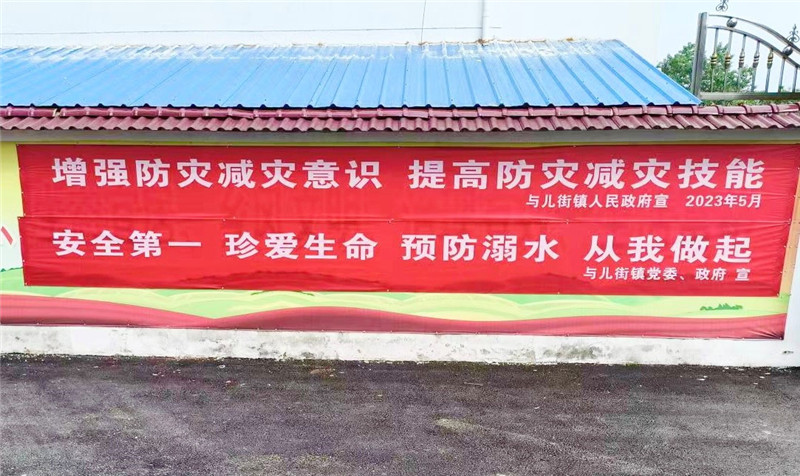 增强防灾减灾意识 提高防灾减灾技能
与儿街镇人民政府宣 2023年5月
安全第一 珍爱生命 预防溺水 从我做起
与儿街镇党委、政府 宣